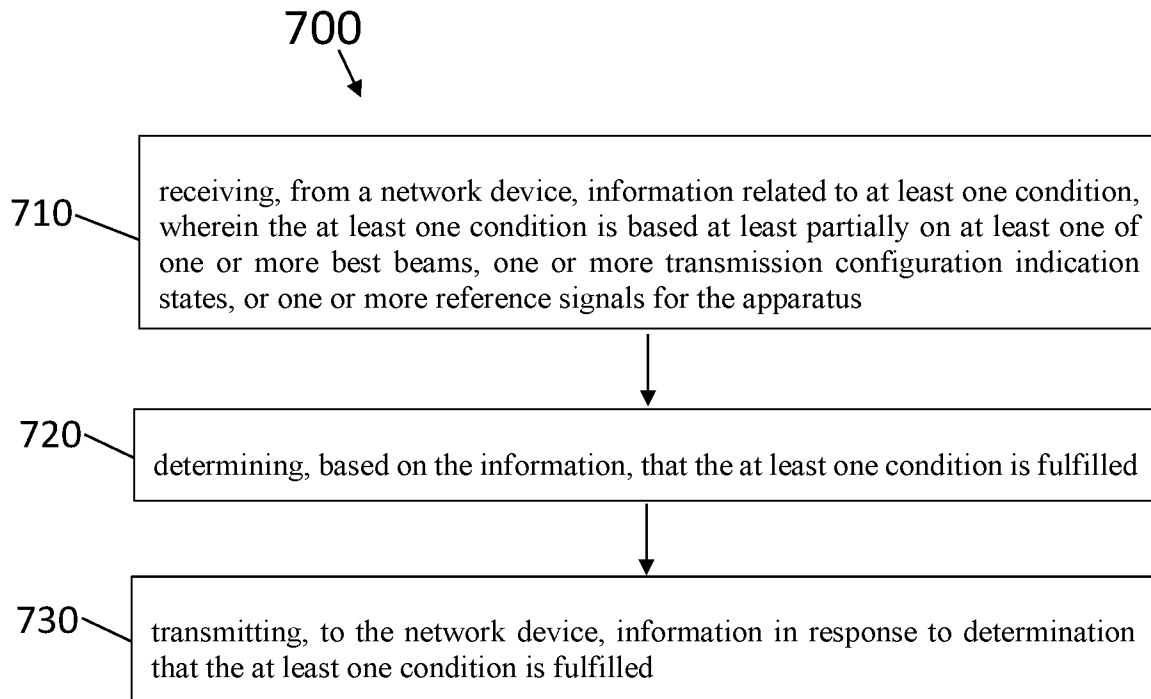 700
710
receiving, from a network device, information related to at least one condition,
wherein the at least one condition is based at least partially on at least one of
one or more best beams, one or more transmission configuration indication
states, or one or more reference signals for the apparatus
720
determining, based on the information, that the at least one condition is fulfilled
730
transmitting, to the network device, information in response to determination
that the at least one condition is fulfilled